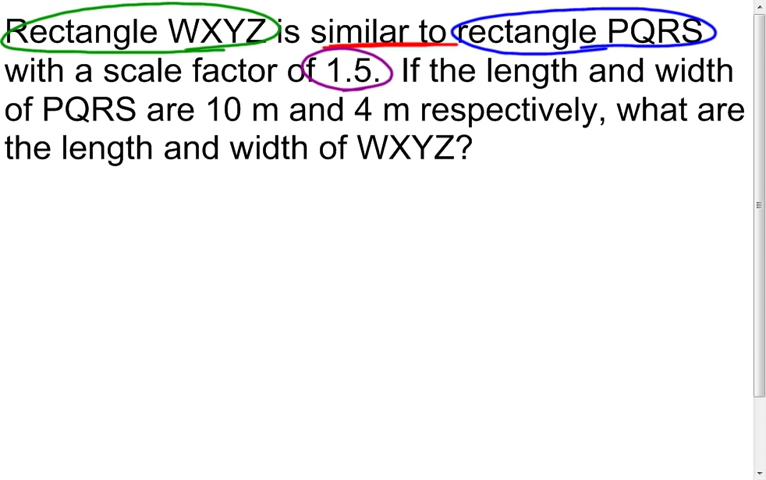 Rectangle WXYZ is similar to rectangle PQRS
with a scale factor of 1.5. If the length and width
of PQRS are 10 m and 4 m respectively, what are
the length and width of WXYZ?